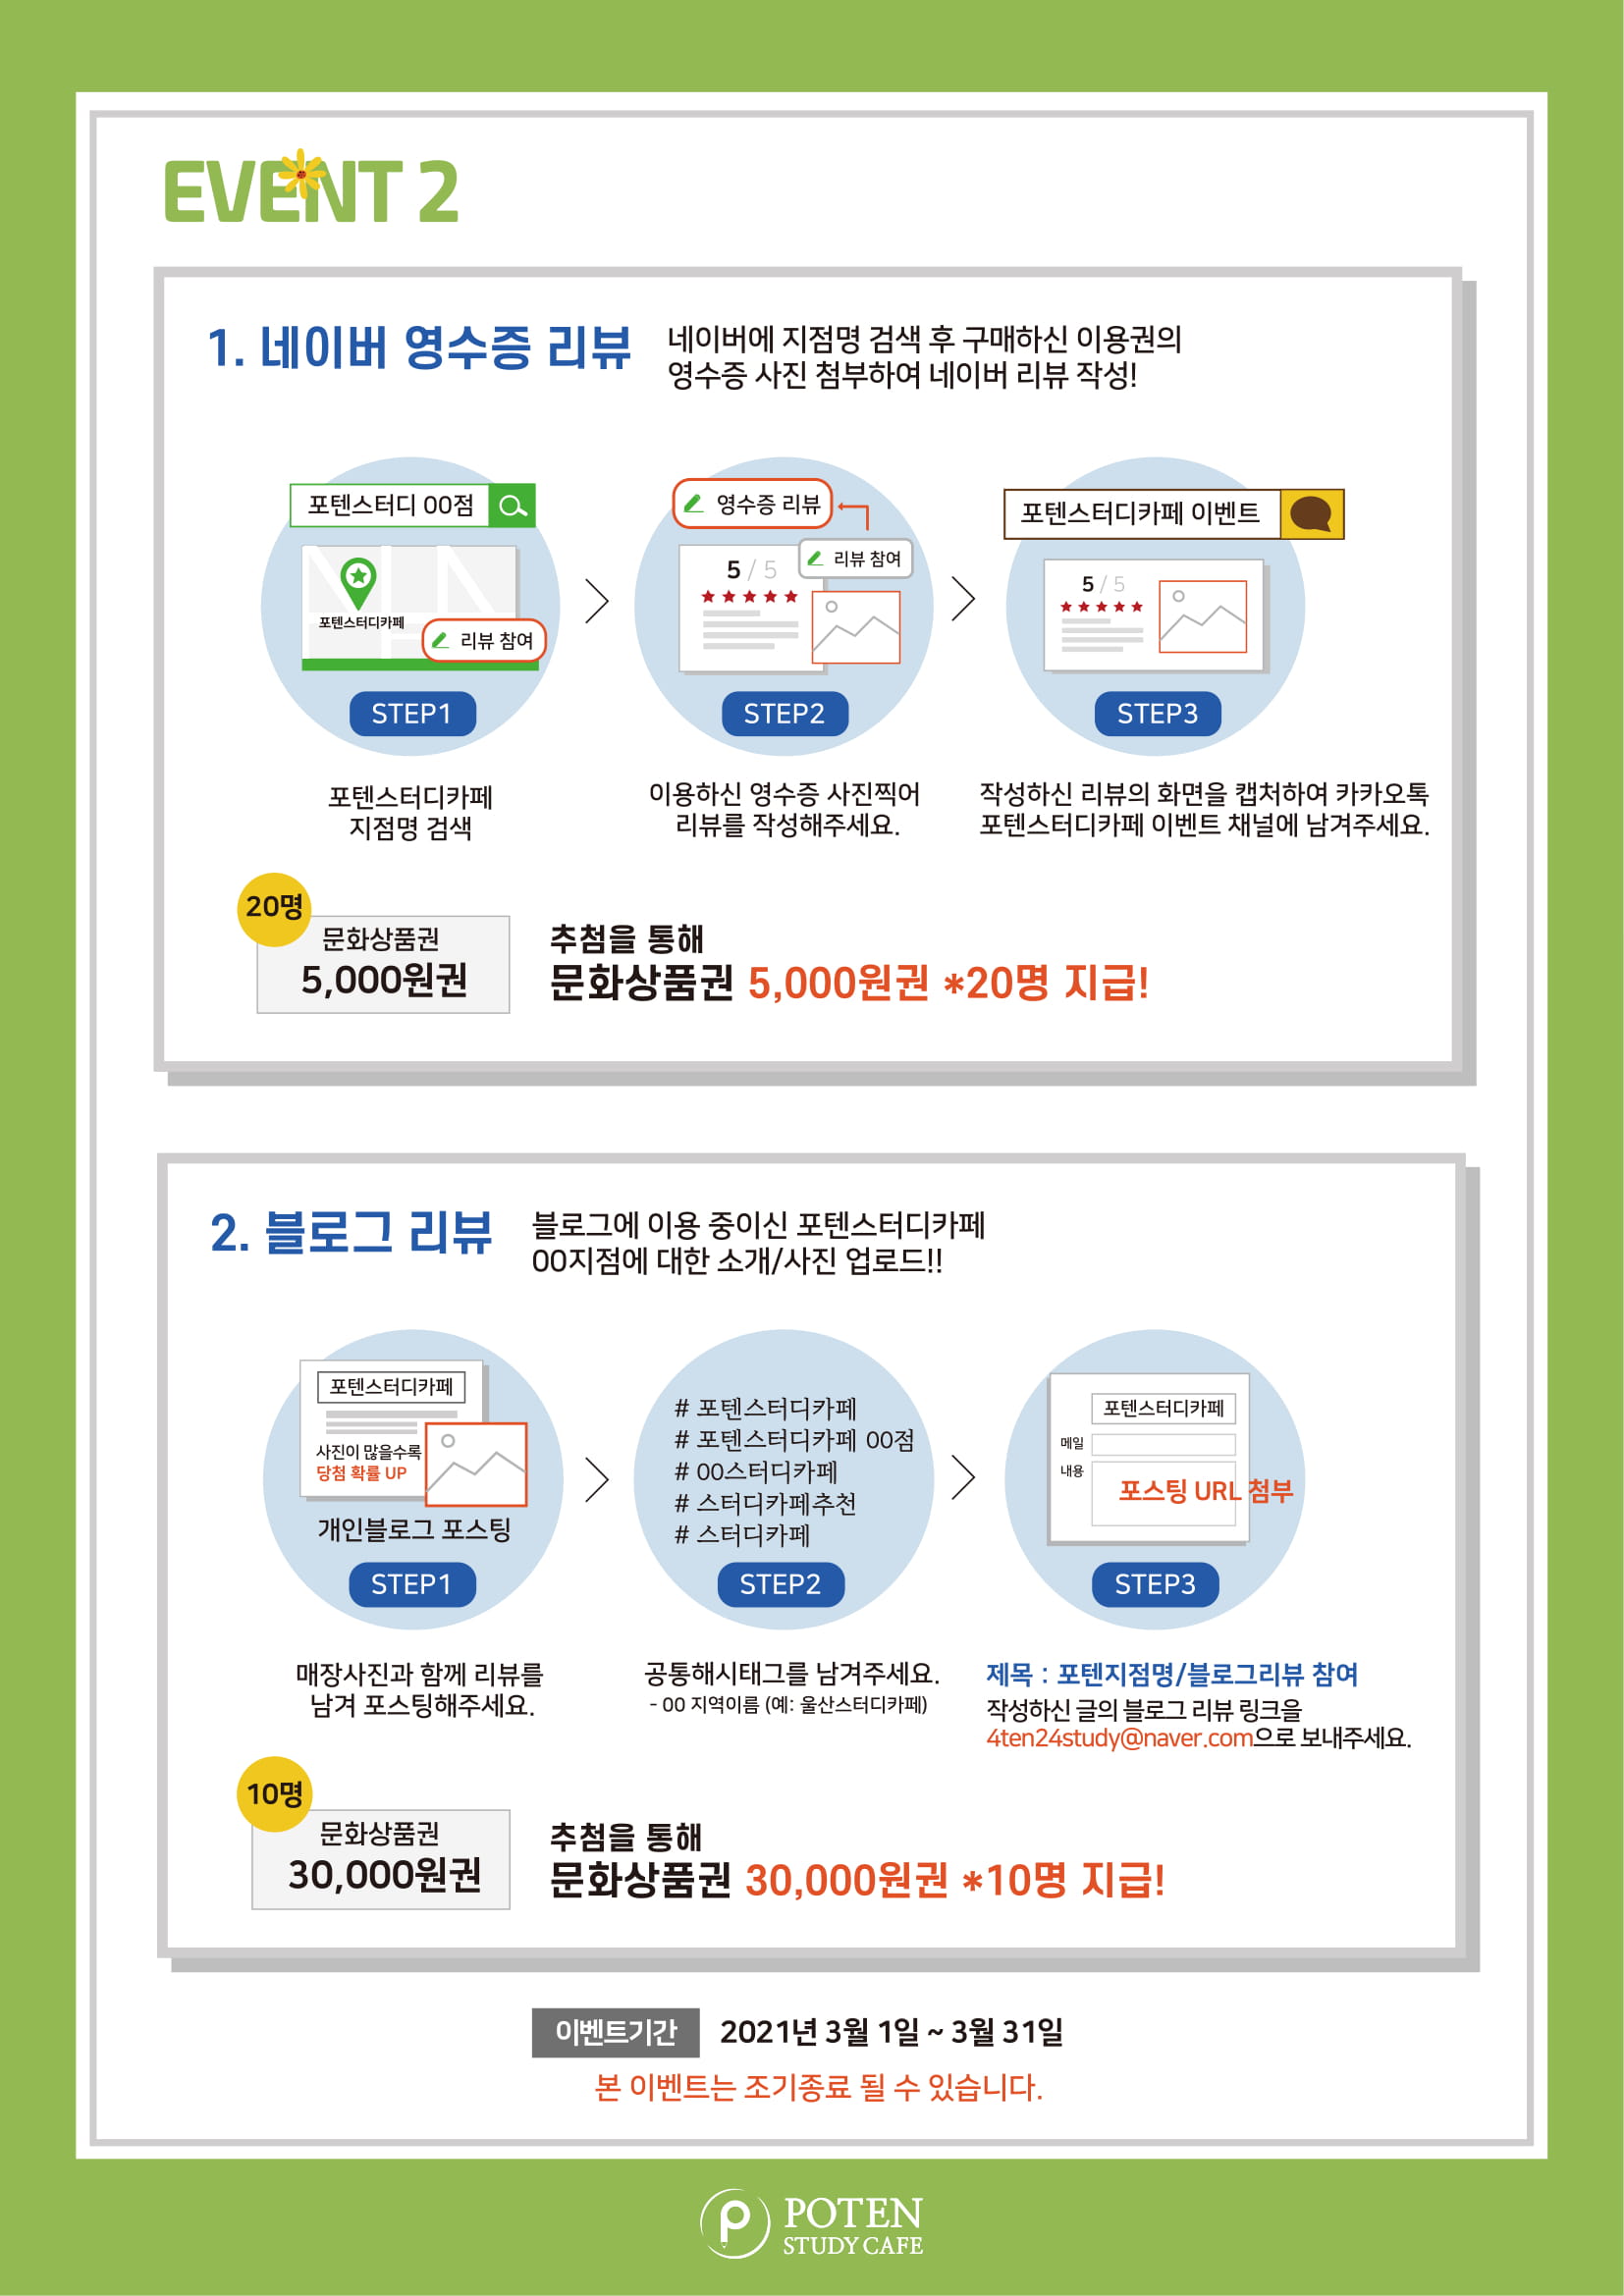 EVENT 2
1. 네이버 영수증 리뷰
네이버에 지점명 검색 후 구매하신 이용권의
영수증 사진 첨부하여 네이버 리뷰 작성!
포텐스터디 00점
포텐스터디카페
리뷰 참여
STEP1
영수증 리뷰
리뷰 참여
5 / 5
STEP2
포텐스터디카페 이벤트
5 / 5
STEP3
포텐스터디카페
지점명 검색
이용하신 영수증 사진찍어
리뷰를 작성해주세요.
작성하신 리뷰의 화면을 캡처하여 카카오톡
포텐스터디카페 이벤트 채널에 남겨주세요.
20명
문화상품권
5,000원권
추첨을 통해
문화상품권 5,000원권 *20명 지급!
2. 블로그 리뷰
블로그에 이용 중이신 포텐스터디카페
00지점에 대한 소개/사진 업로드!!
포텐스터디카페
사진이 많을수록
당첨 확률 UP
개인블로그 포스팅
STEP1
# 포텐스터디카페
# 포텐스터디카페 00점
# 00스터디카페
# 스터디카페추천
# 스터디카페
STEP2
포텐스터디카페
메일
내용
포스팅 URL 첨부
STEP3
매장사진과 함께 리뷰를
남겨 포스팅해주세요.
공통해시태그를 남겨주세요.
- 00 지역이름 (예: 울산스터디카페)
제목 : 포텐지점명/블로그리뷰 참여
작성하신 글의 블로그 리뷰 링크을
4ten24study@naver.com으로 보내주세요.
10명
문화상품권
30,000원권
추첨을 통해
문화상품권 30,000원권 *10명 지급!
이벤트기간 2021년 3월 1일 ~ 3월 31일
본 이벤트는 조기종료 될 수 있습니다.
POTEN
STUDY CAFE